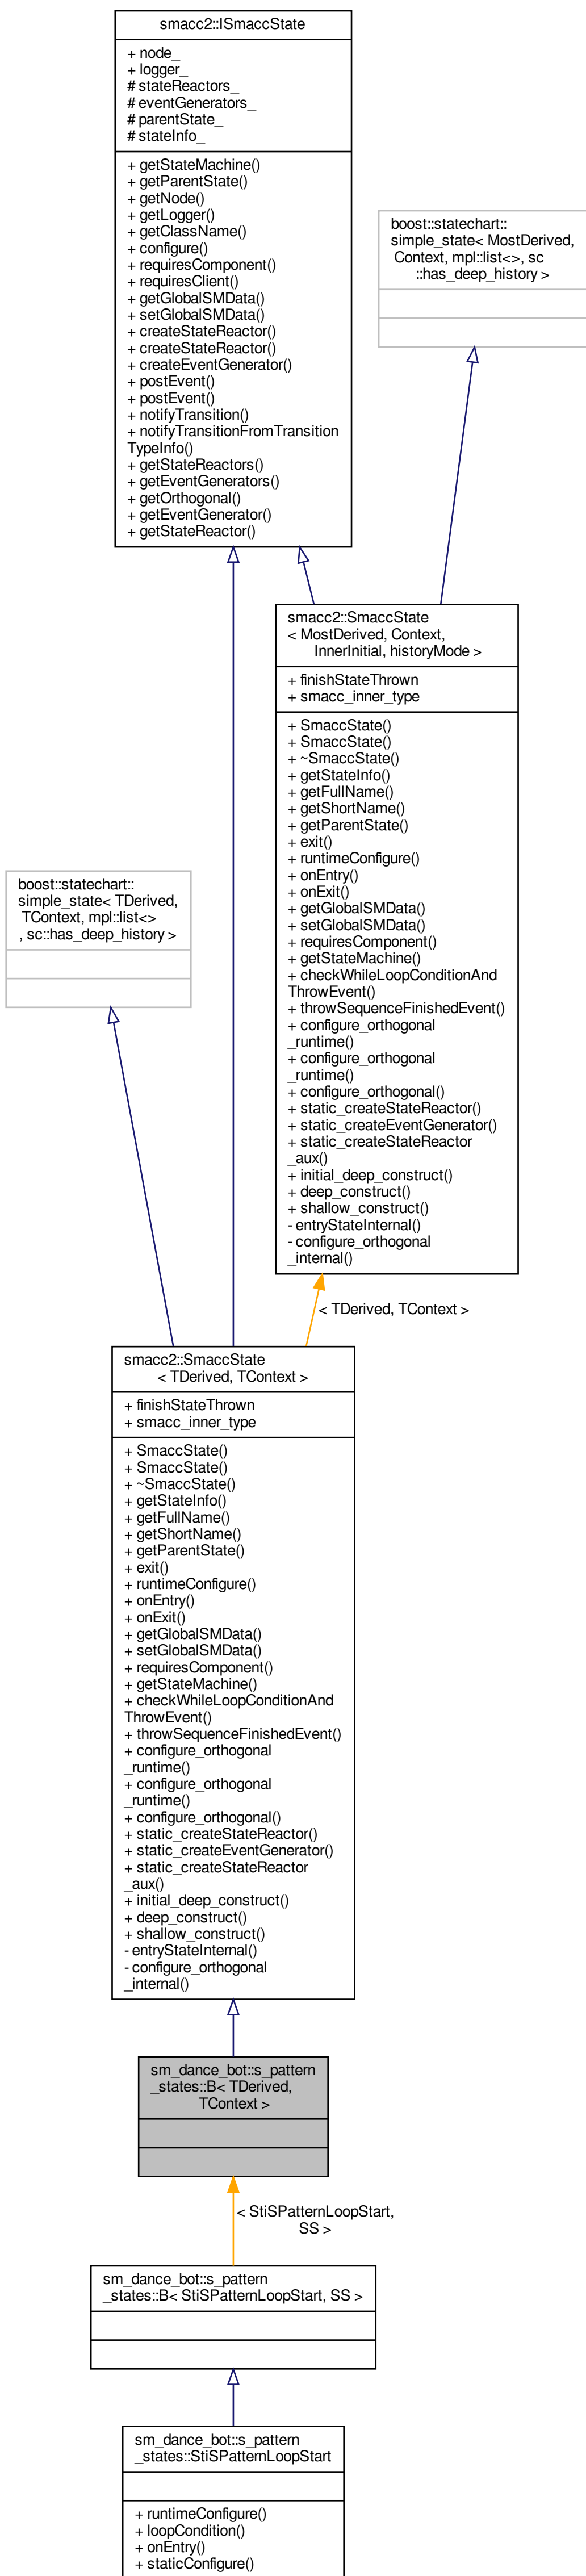 smacc2::ISmaccState
+ node_
+ logger_
# stateReactors_
# eventGenerators_
# parentState_
# stateInfo_
+ getStateMachine()
+ getParentState()
+ getNode()
+ getLogger()
+ getClassName()
+ configure()
+ requiresComponent()
+ requiresClient()
+ getGlobalSMData()
+ setGlobalSMData()
+ createStateReactor()
+ createStateReactor()
+ createEventGenerator()
+ postEvent()
+ postEvent()
+ notifyTransition()
+ notifyTransitionFromTransition
TypeInfo()
+ getStateReactors()
+ getEventGenerators()
+ getOrthogonal()
+ getEventGenerator()
+ getStateReactor()
boost::statechart::
simple_state< MostDerived,
Context, mpl::list<>, sc
::has_deep_history >
smacc2::SmaccState
< MostDerived, Context,
InnerInitial, historyMode >
+ finishStateThrown
+ smacc_inner_type
+ SmaccState()
+ SmaccState()
+ ~SmaccState()
+ getStateInfo()
+ getFullName()
+ getShortName()
+ getParentState()
+ exit()
+ runtimeConfigure()
+ onEntry()
+ onExit()
+ getGlobalSMData()
+ setGlobalSMData()
+ requiresComponent()
+ getStateMachine()
+ checkWhileLoopConditionAnd
ThrowEvent()
+ throwSequenceFinishedEvent()
+ configure_orthogonal
_runtime()
+ configure_orthogonal
_runtime()
+ configure_orthogonal()
+ static_createStateReactor()
+ static_createEventGenerator()
+ static_createStateReactor
_aux()
+ initial_deep_construct()
+ deep_construct()
+ shallow_construct()
- entryStateInternal()
- configure_orthogonal
_internal()
boost::statechart::
simple_state< TDerived,
TContext, mpl::list<>
, sc::has_deep_history >
< TDerived, TContext >
smacc2::SmaccState
< TDerived, TContext >
+ finishStateThrown
+ smacc_inner_type
+ SmaccState()
+ SmaccState()
+ ~SmaccState()
+ getStateInfo()
+ getFullName()
+ getShortName()
+ getParentState()
+ exit()
+ runtimeConfigure()
+ onEntry()
+ onExit()
+ getGlobalSMData()
+ setGlobalSMData()
+ requiresComponent()
+ getStateMachine()
+ checkWhileLoopConditionAnd
ThrowEvent()
+ throwSequenceFinishedEvent()
+ configure_orthogonal
_runtime()
+ configure_orthogonal
_runtime()
+ configure_orthogonal()
+ static_createStateReactor()
+ static_createEventGenerator()
+ static_createStateReactor
_aux()
+ initial_deep_construct()
+ deep_construct()
+ shallow_construct()
- entryStateInternal()
- configure_orthogonal
_internal()
sm_dance_bot::s_pattern
_states::B< TDerived,
TContext >
< StiSPatternLoopStart,
SS >
sm_dance_bot::s_pattern
_states::B< StiSPatternLoopStart, SS >
sm_dance_bot::s_pattern
_states::StiSPatternLoopStart
+ runtimeConfigure()
+ loopCondition()
+ onEntry()
+ staticConfigure()